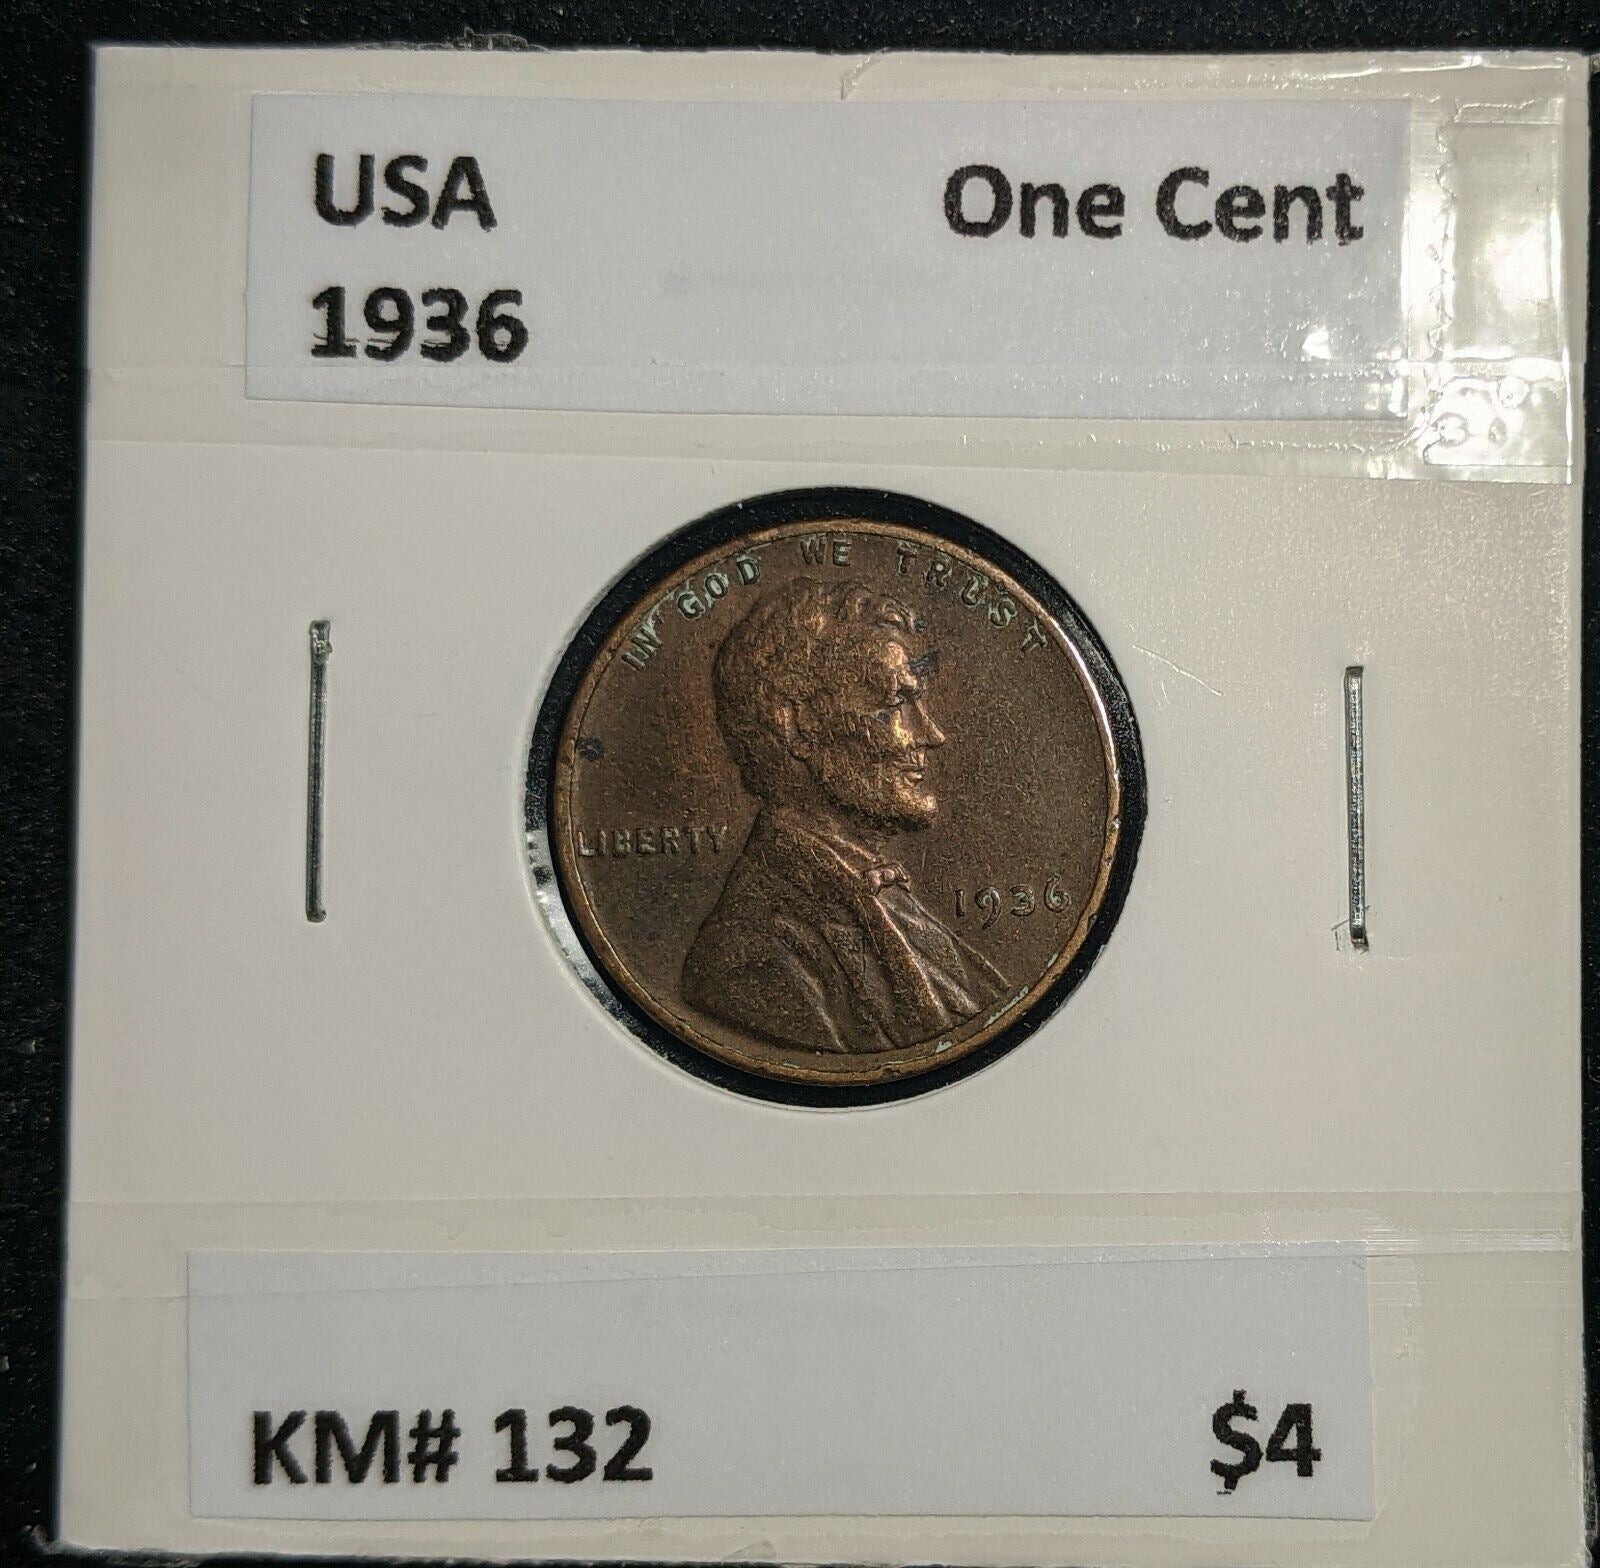 USA One Cent
1936
IN GOD WE TRUST
LIBERTY
1936
KM# 132 $4